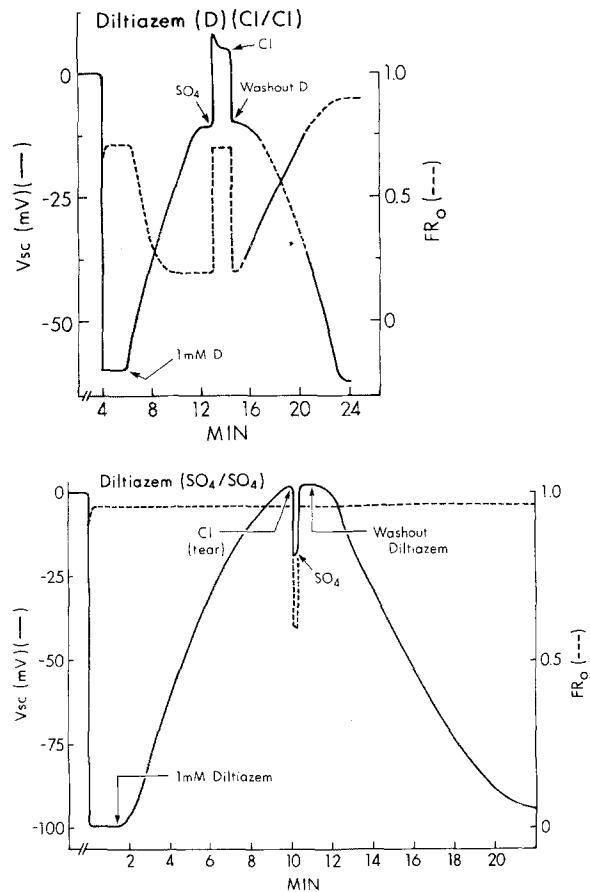 Diltiazem (D) (Cl/Cl)
Cl
SO4
Washout D
1mM D
0
-25
-50
Vsc (mV)(—)
1.0
0.5
0
FRO (---)
4 8 12 16 20 24
MIN
Diltiazem (SO4/SO4)
Cl
(tear)
Washout
Diltiazem
SO4
1mM Diltiazem
0
-25
-50
-75
-100
Vsc (mV)(—)
1.0
0.5
0
FRO (---)
2 4 6 8 10 12 14 16 18 20
MIN